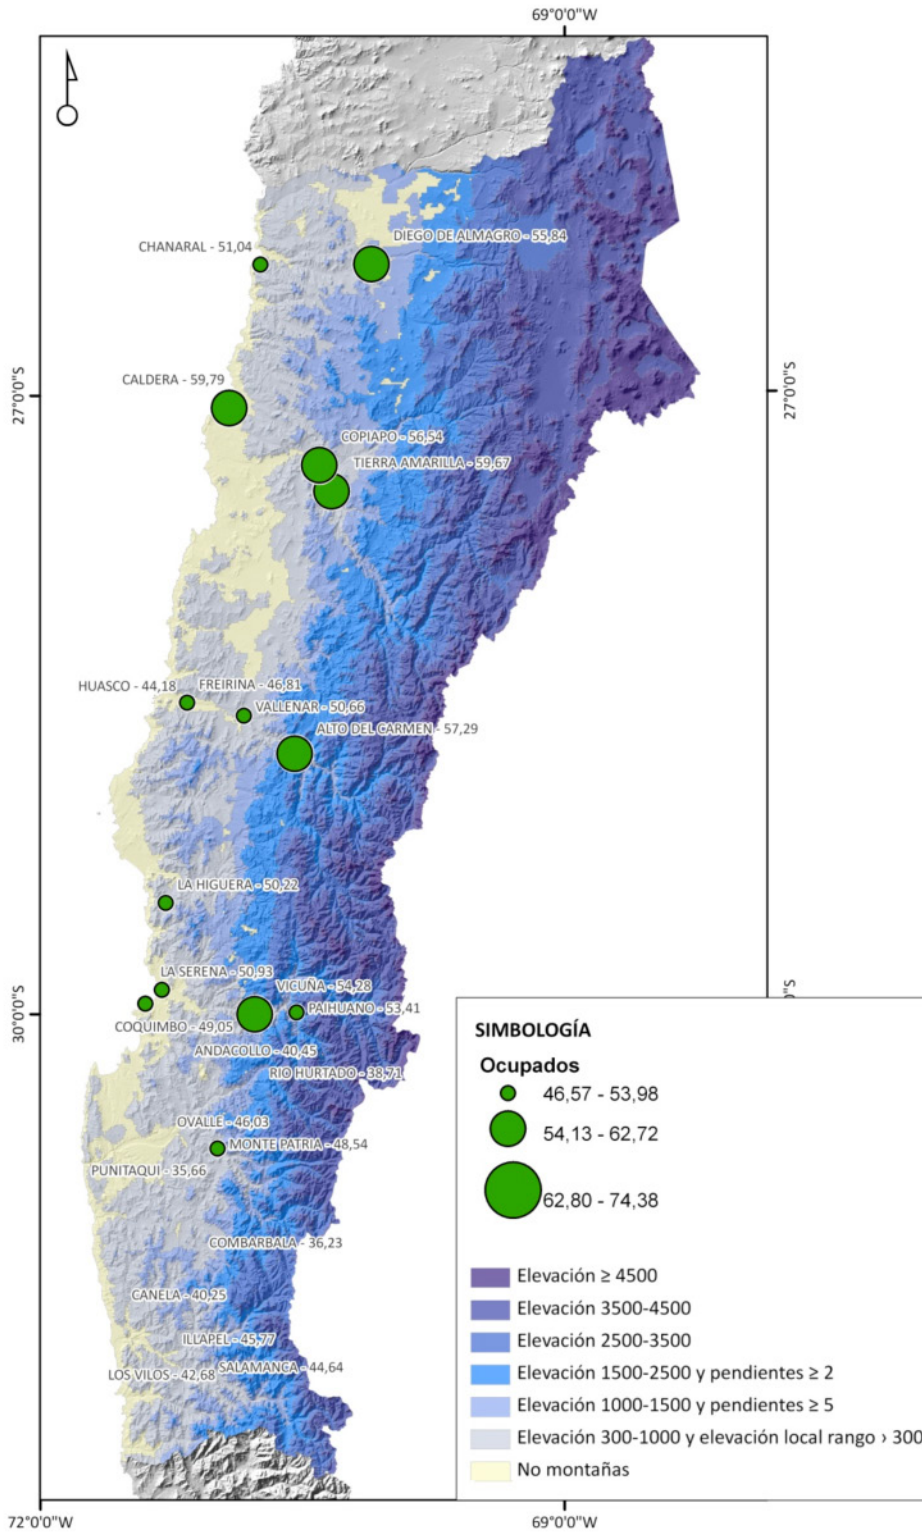 69°0'0"W
DIEGO DE ALMAGRO - 55,84
CHANARAL - 51,04
CALDERA - 59,79
27°0'0"S
27°0'0"S
COPIAPO - 56,54
TIERRA AMARILLA - 59,67
HUASCO - 44,18
FREIRINA - 46,81
VALLENAR - 50,66
ALTO DEL CARMEN - 57,29
LA HIGUERA - 50,22
LA SERENA - 50,93
VICUÑA - 54,28
PAIHUANO - 53,41
30°0'0"S
0"S
COQUIMBO - 49,05
ANDACOLLO - 40,45
RIO HURTADO - 38,71
OVALLE - 46,03
MONTE PATRIA - 48,54
PUNITAQUI - 35,66
COMBARBALA - 36,23
CANELA - 40,25
ILLAPEL - 45,77
SALAMANCA - 44,64
LOS VILOS - 42,68
SIMBOLOGÍA
Ocupados
46,57 - 53,98
54,13 - 62,72
62,80 - 74,38
Elevación ≥ 4500
Elevación 3500-4500
Elevación 2500-3500
Elevación 1500-2500 y pendientes ≥ 2
Elevación 1000-1500 y pendientes ≥ 5
Elevación 300-1000 y elevación local rango › 300
No montañas
72°0'0"W
69°0'0"W